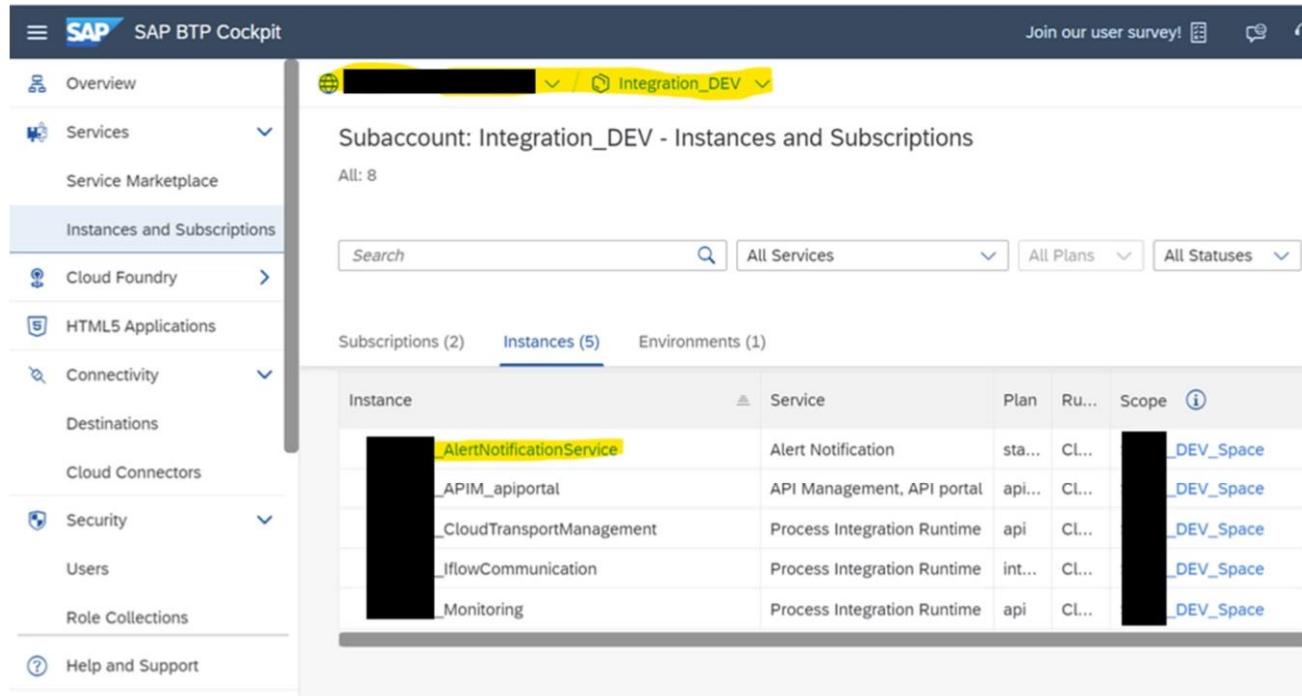 SAP SAP BTP Cockpit
Join our user survey!
Overview
Services
Service Marketplace
Instances and Subscriptions
Cloud Foundry
HTML5 Applications
Connectivity
Destinations
Cloud Connectors
Security
Users
Role Collections
Help and Support
/ Integration_DEV
Subaccount: Integration_DEV - Instances and Subscriptions
All: 8
Search All Services All Plans All Statuses
Subscriptions (2) Instances (5) Environments (1)
Instance Service Plan Ru... Scope
_AlertNotificationService Alert Notification sta... Cl... _DEV_Space
_APIM_apiportal API Management, API portal api... Cl... _DEV_Space
_CloudTransportManagement Process Integration Runtime api Cl... _DEV_Space
_IflowCommunication Process Integration Runtime int... Cl... _DEV_Space
_Monitoring Process Integration Runtime api Cl... _DEV_Space